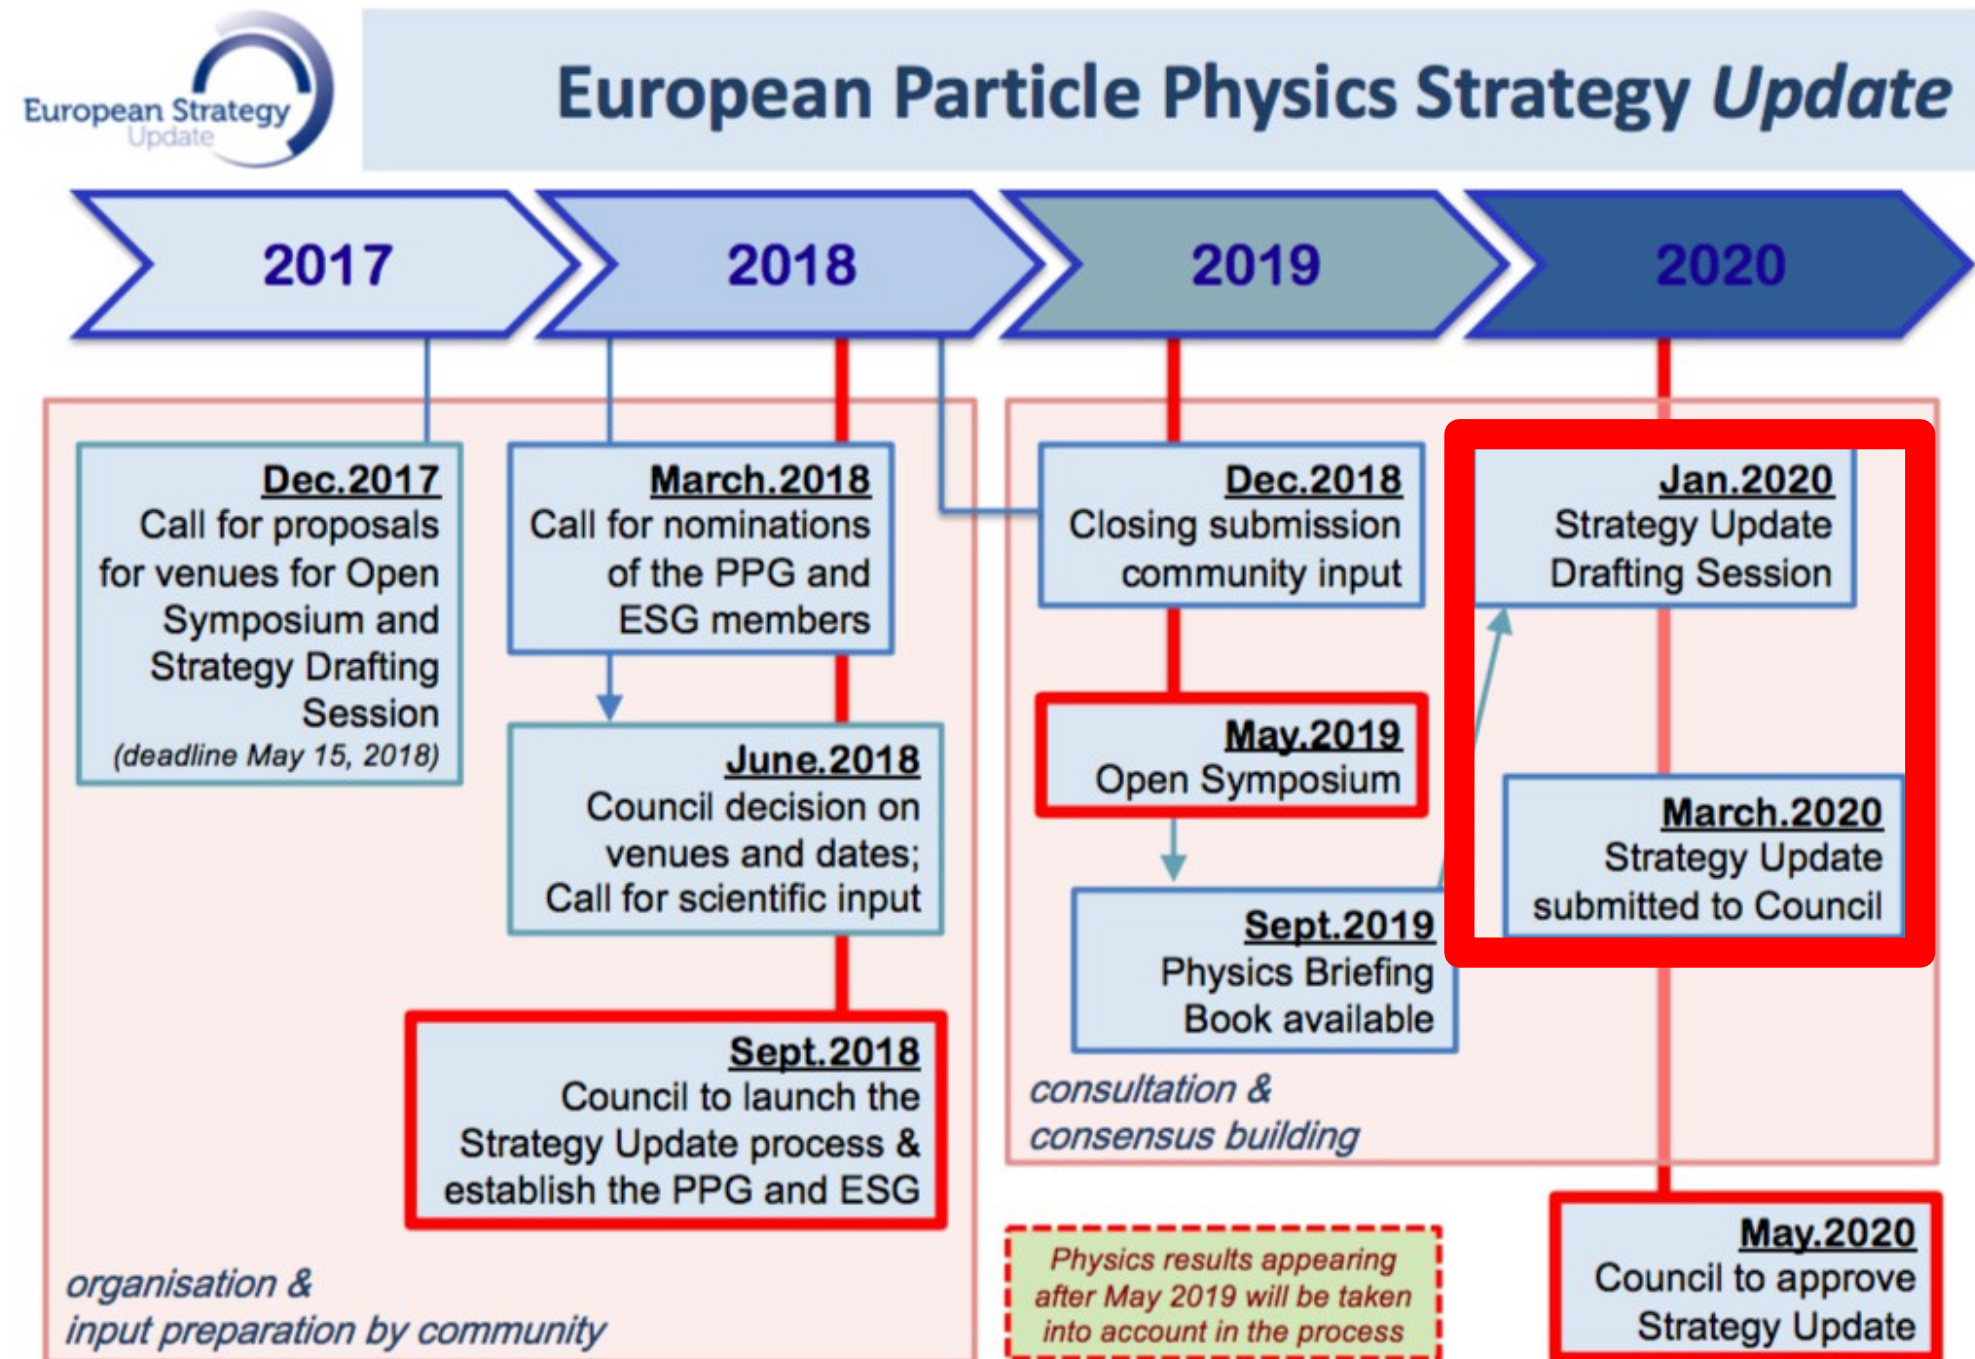 European Strategy
Update
European Particle Physics Strategy Update
2017
2018
2019
2020
Dec.2017
Call for proposals
for venues for Open
Symposium and
Strategy Drafting
Session
(deadline May 15, 2018)
March.2018
Call for nominations
of the PPG and
ESG members
June.2018
Council decision on
venues and dates;
Call for scientific input
Sept.2018
Council to launch the
Strategy Update process &
establish the PPG and ESG
organisation &
input preparation by community
Dec.2018
Closing submission
community input
May.2019
Open Symposium
Sept.2019
Physics Briefing
Book available
consultation &
consensus building
Physics results appearing
after May 2019 will be taken
into account in the process
Jan.2020
Strategy Update
Drafting Session
March.2020
Strategy Update
submitted to Council
May.2020
Council to approve
Strategy Update